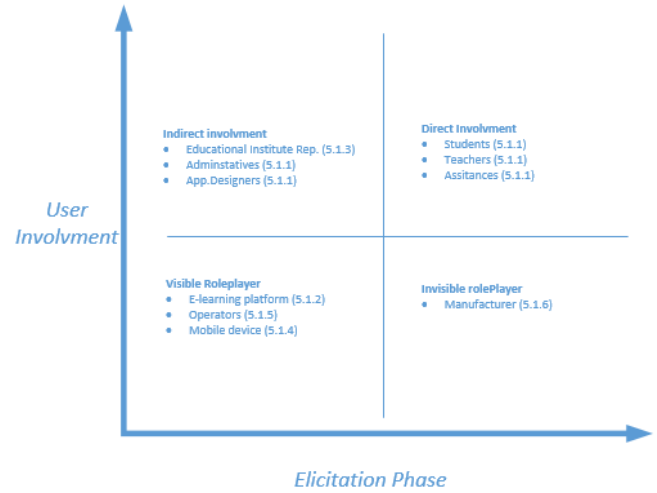 Indirect involvment
• Educational Institute Rep. (5.1.3)
• Adminstatives (5.1.1)
• App.Designers (5.1.1)
Direct Involvment
• Students (5.1.1)
• Teachers (5.1.1)
• Assitances (5.1.1)
User
Involvment
Visible Roleplayer
• E-learning platform (5.1.2)
• Operators (5.1.5)
• Mobile device (5.1.4)
Invisible rolePlayer
• Manufacturer (5.1.6)
Elicitation Phase